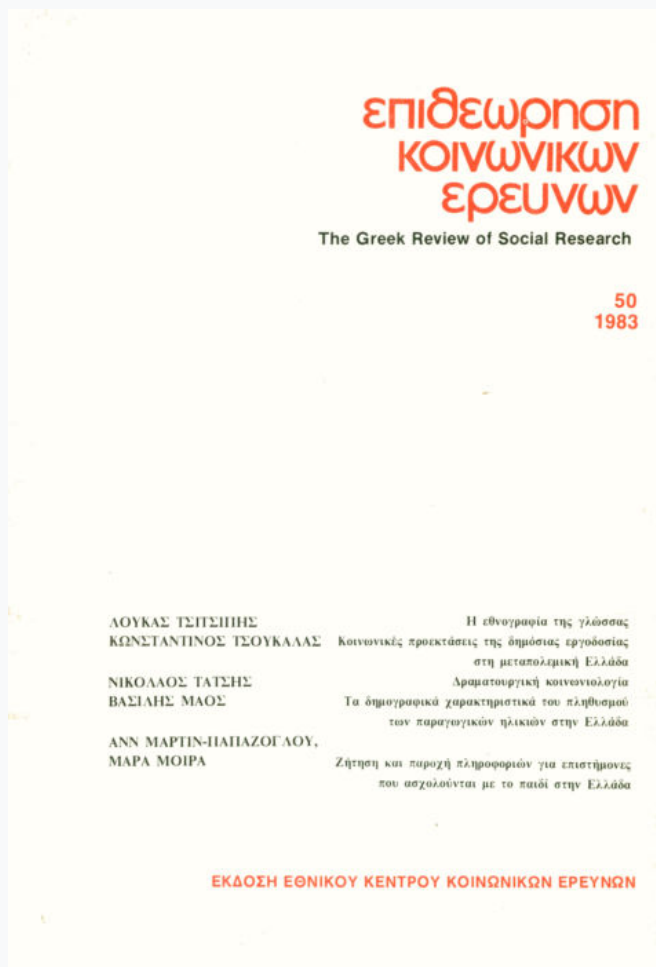 επιθεωρηση
κοινωνικων
ερευνων
The Greek Review of Social Research
50
1983
ΛΟΥΚΑΣ ΤΣΙΤΣΙΠΗΣ Η εθνογραφία της γλώσσας
ΚΩΝΣΤΑΝΤΙΝΟΣ ΤΣΟΥΚΑΛΑΣ Κοινωνικές προεκτάσεις της δημόσιας εργοδοσίας
στη μεταπολεμική Ελλάδα
ΝΙΚΟΛΑΟΣ ΤΑΤΣΗΣ Δραματουργική κοινωνιολογία
ΒΑΣΙΛΗΣ ΜΑΟΣ Τα δημογραφικά χαρακτηριστικά του πληθυσμού
των παραγωγικών ηλικιών στην Ελλάδα
ΑΝΝ ΜΑΡΤΙΝ-ΠΑΠΑΖΟΓΛΟΥ,
ΜΑΡΑ ΜΟΙΡΑ Ζήτηση και παροχή πληροφοριών για επιστήμονες
που ασχολούνται με το παιδί στην Ελλάδα
ΕΚΔΟΣΗ ΕΘΝΙΚΟΥ ΚΕΝΤΡΟΥ ΚΟΙΝΩΝΙΚΩΝ ΕΡΕΥΝΩΝ